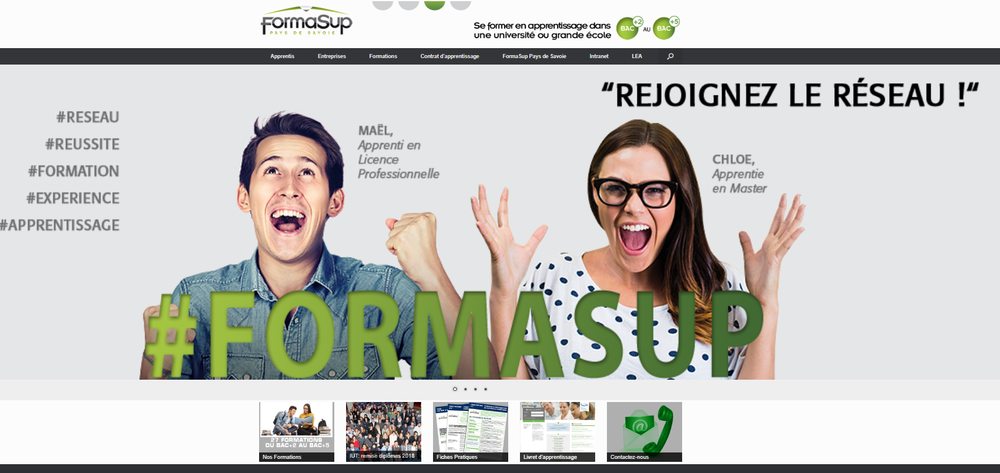 FormaSup
PAYS DE SAVOIE
Se former en apprentissage dans
une université ou grande école
BAC +2 AU BAC +5
Apprentis Entreprises Formations Contrat d'apprentissage FormaSup Pays de Savoie Intranet LEA
“REJOIGNEZ LE RÉSEAU !“
#RESEAU
#REUSSITE
#FORMATION
#EXPERIENCE
#APPRENTISSAGE
MAËL,
Apprenti en
Licence
Professionnelle
CHLOE,
Apprentie
en Master
#FORMASUP
27 FORMATIONS
DU BAC+2 AU BAC+5
Nos Formations
IUT: remise diplômes 2018
Fiches Pratiques
FormaSup
Livret d'apprentissage
@
Contactez-nous